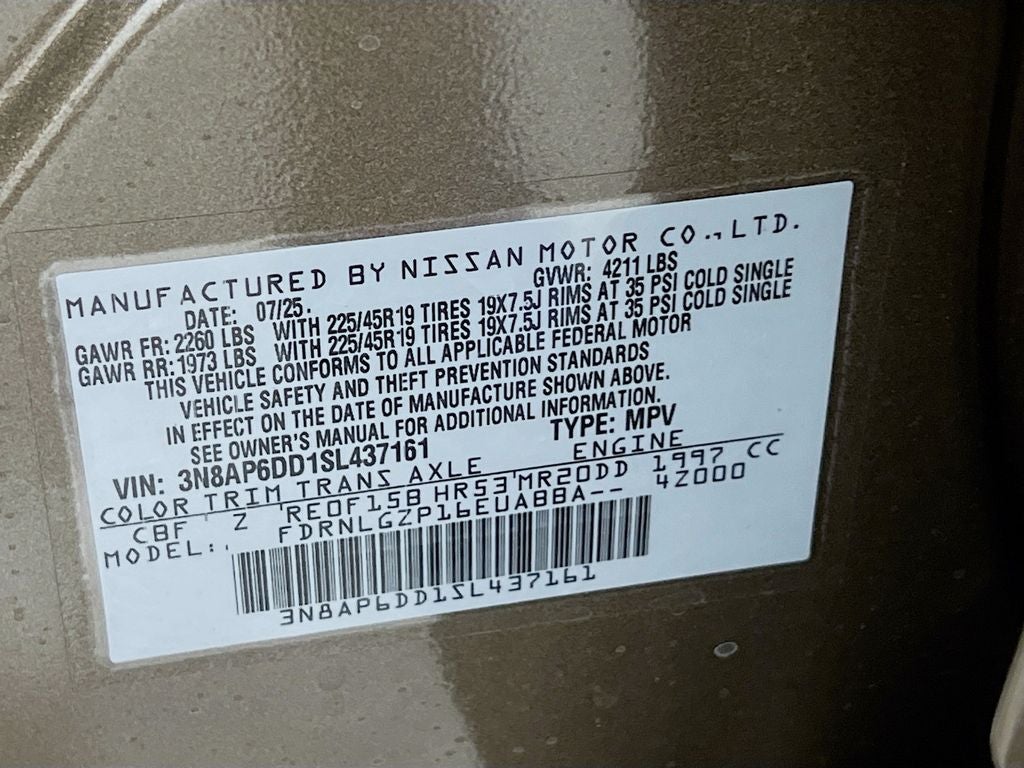 MANUFACTURED BY NISSAN MOTOR CO., LTD.
DATE: 07/25. GVWR: 4211 LBS
GAWR FR: 2260 LBS WITH 225/45R19 TIRES 19X7.5J RIMS AT 35 PSI COLD SINGLE
GAWR RR: 1973 LBS WITH 225/45R19 TIRES 19X7.5J RIMS AT 35 PSI COLD SINGLE
THIS VEHICLE CONFORMS TO ALL APPLICABLE FEDERAL MOTOR
VEHICLE SAFETY AND THEFT PREVENTION STANDARDS
IN EFFECT ON THE DATE OF MANUFACTURE SHOWN ABOVE.
SEE OWNER'S MANUAL FOR ADDITIONAL INFORMATION.
VIN: 3N8AP6DD1SL437161 TYPE: MPV
COLOR TRIM TRANS AXLE ENGINE
CBF Z RE0F15B HR53 MR20DD 1997 CC
MODEL: FDRNLGZP16EUABBA-- 4Z000
3N8AP6DD1SL437161